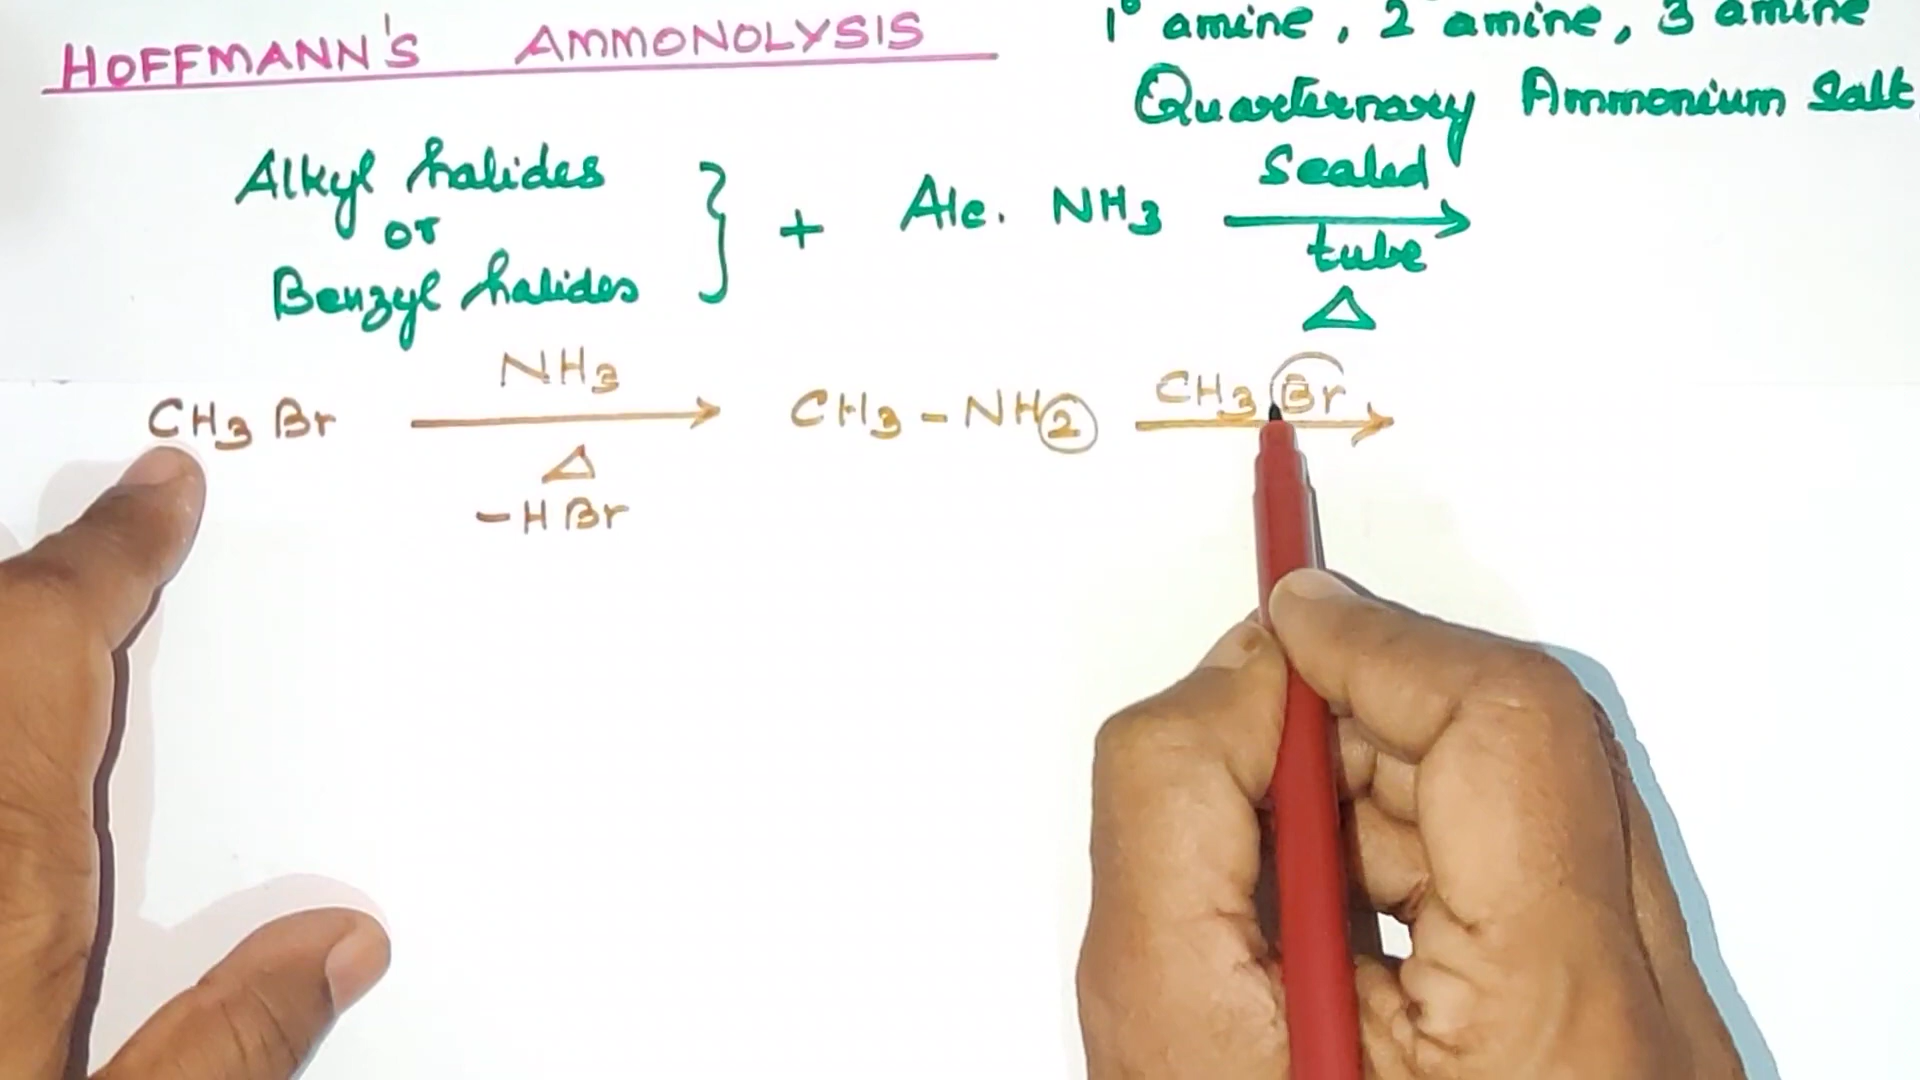 HOFFMANN'S AMMONOLYSIS
1° amine, 2° amine, 3 amine
Quarternary Ammonium Salt
Alkyl halides
or
Benzyl halides
} + Alc. NH3
Sealed
tube
Δ
CH3 Br
NH3
Δ
-H Br
CH3 - NH2
CH3 Br